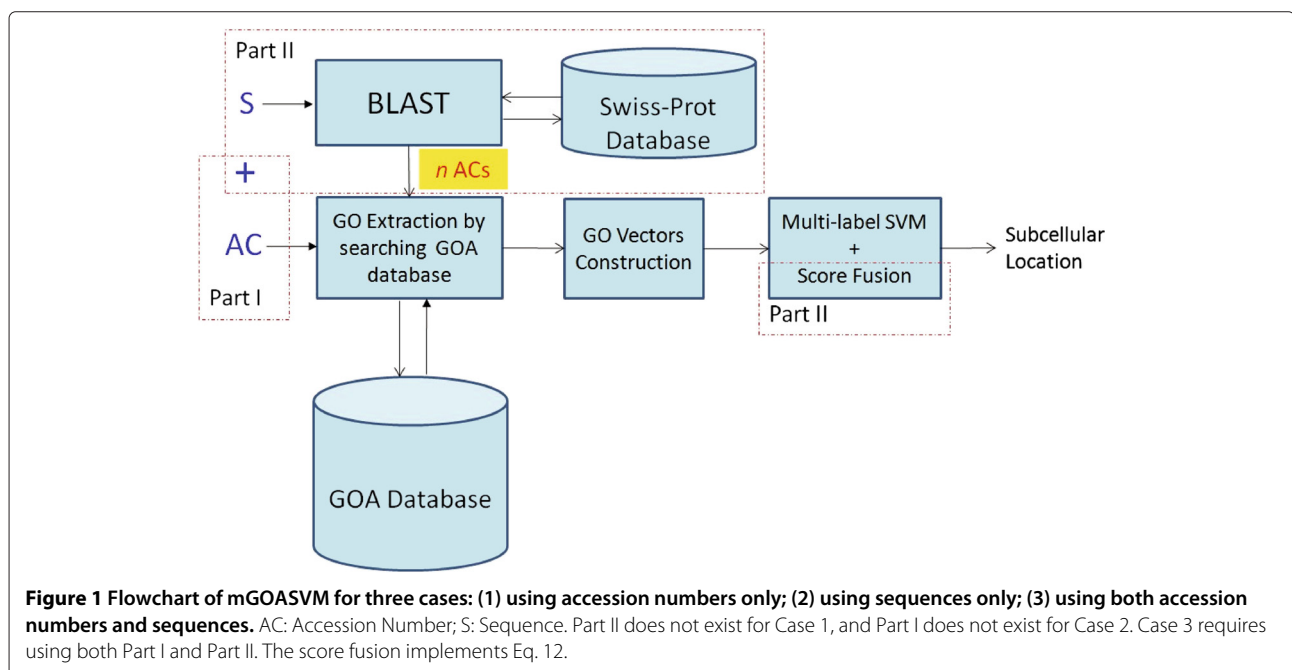 Part II
S
BLAST
Swiss-Prot
Database
+
n ACs
AC
GO Extraction by
searching GOA
database
GO Vectors
Construction
Multi-label SVM
+
Score Fusion
Subcellular
Location
Part I
Part II
GOA Database
Figure 1 Flowchart of mGOASVM for three cases: (1) using accession numbers only; (2) using sequences only; (3) using both accession
numbers and sequences. AC: Accession Number; S: Sequence. Part II does not exist for Case 1, and Part I does not exist for Case 2. Case 3 requires
using both Part I and Part II. The score fusion implements Eq. 12.